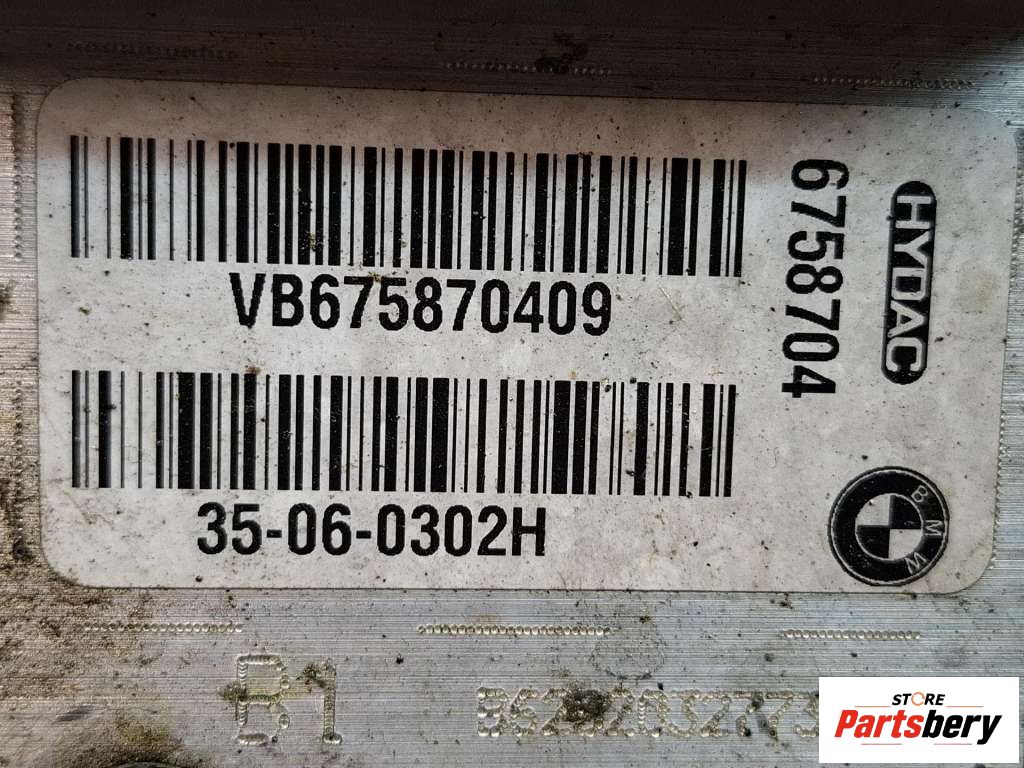 VB675870409
35-06-0302H
6758704
HYDAC
BMW
B1
STORE
Partsbery